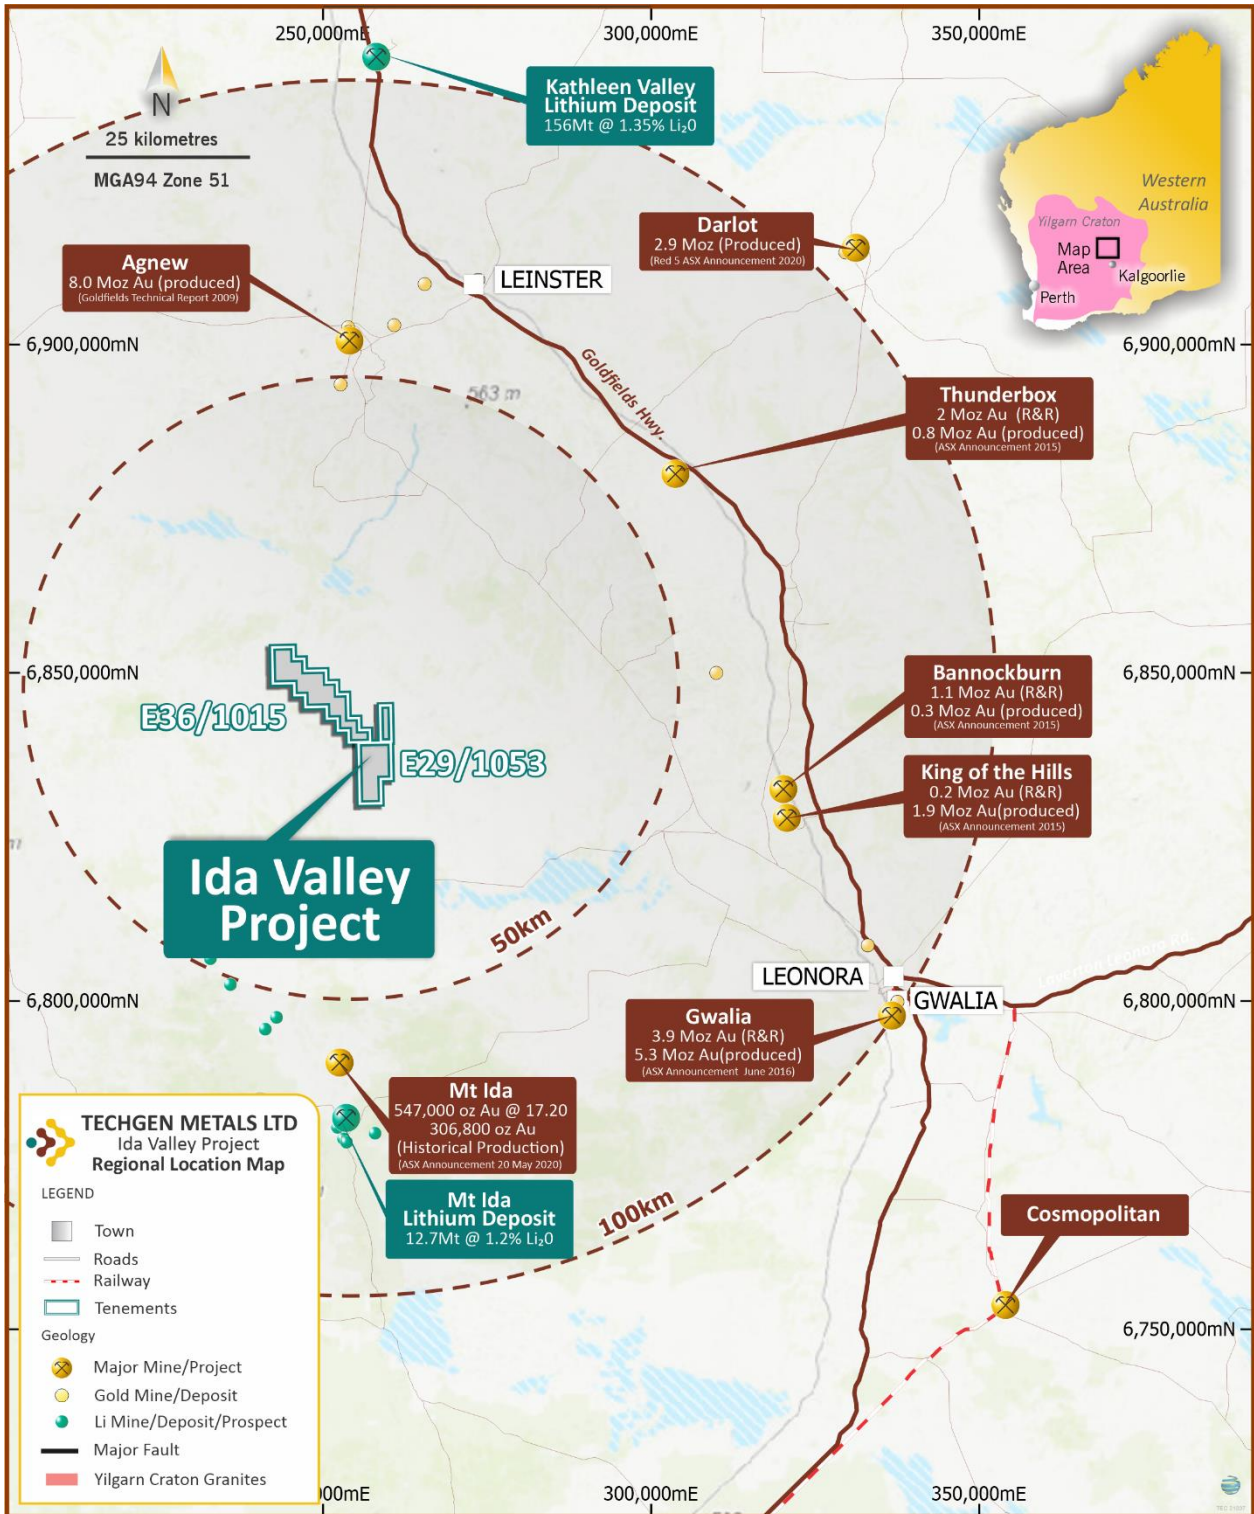 250,000mE
300,000mE
350,000mE
N
25 kilometres
MGA94 Zone 51
Kathleen Valley
Lithium Deposit
156Mt @ 1.35% Li₂0
Western
Australia
Yilgarn Craton
Map
Area
Kalgoorlie
Perth
Darlot
2.9 Moz (Produced)
(Red 5 ASX Announcement 2020)
Agnew
8.0 Moz Au (produced)
(Goldfields Technical Report 2009)
LEINSTER
6,900,000mN
6,900,000mN
Goldfields Hwy.
563 m
Thunderbox
2 Moz Au (R&R)
0.8 Moz Au (produced)
(ASX Announcement 2015)
6,850,000mN
6,850,000mN
E36/1015
E29/1053
Bannockburn
1.1 Moz Au (R&R)
0.3 Moz Au (produced)
(ASX Announcement 2015)
King of the Hills
0.2 Moz Au (R&R)
1.9 Moz Au(produced)
(ASX Announcement 2015)
Ida Valley
Project
50km
LEONORA
Laverton Leonora Rd
GWALIA
6,800,000mN
6,800,000mN
Gwalia
3.9 Moz Au (R&R)
5.3 Moz Au(produced)
(ASX Announcement June 2016)
Mt Ida
547,000 oz Au @ 17.20
306,800 oz Au
(Historical Production)
(ASX Announcement 20 May 2020)
Mt Ida
Lithium Deposit
12.7Mt @ 1.2% Li₂0
100km
Cosmopolitan
6,750,000mN
TECHGEN METALS LTD
Ida Valley Project
Regional Location Map
LEGEND
Town
Roads
Railway
Tenements
Geology
Major Mine/Project
Gold Mine/Deposit
Li Mine/Deposit/Prospect
Major Fault
Yilgarn Craton Granites
00mE
300,000mE
350,000mE